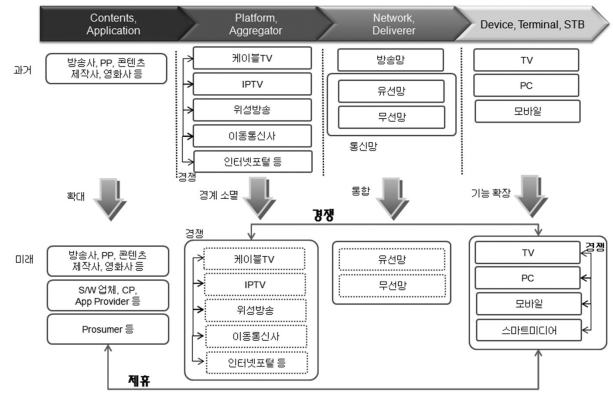 Contents,
Application
Platform,
Aggregator
Network,
Deliverer
Device, Terminal, STB
과거
방송사, PP, 콘텐츠
제작사, 영화사 등
케이블TV
IPTV
위성방송
이동통신사
인터넷포털 등
경쟁
방송망
유선망
무선망
통신망
TV
PC
모바일
확대
경계 소멸
통합
기능 확장
경쟁
미래
방송사, PP, 콘텐츠
제작사, 영화사 등
S/W 업체, CP,
App Provider 등
Prosumer 등
경쟁
케이블TV
IPTV
위성방송
이동통신사
인터넷포털 등
유선망
무선망
경쟁
TV
PC
모바일
스마트미디어
제휴